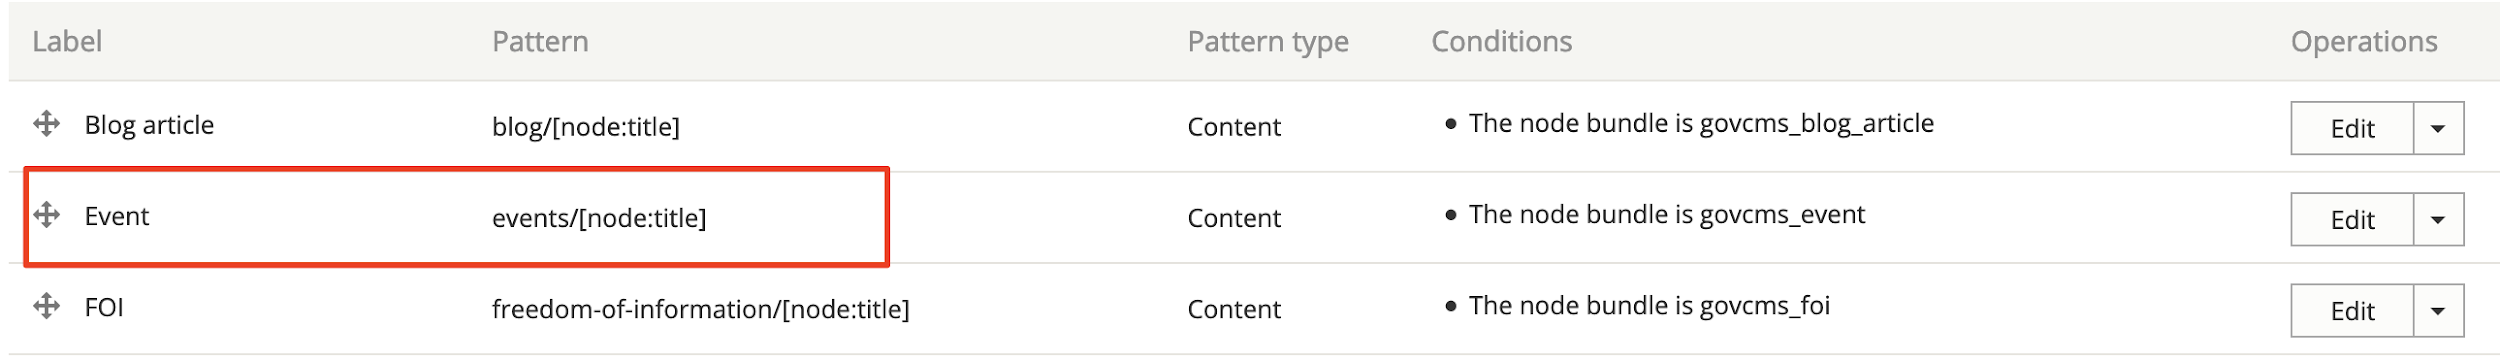 Label Pattern Pattern type Conditions Operations
Blog article blog/[node:title] Content • The node bundle is govcms_blog_article Edit
Event events/[node:title] Content • The node bundle is govcms_event Edit
FOI freedom-of-information/[node:title] Content • The node bundle is govcms_foi Edit